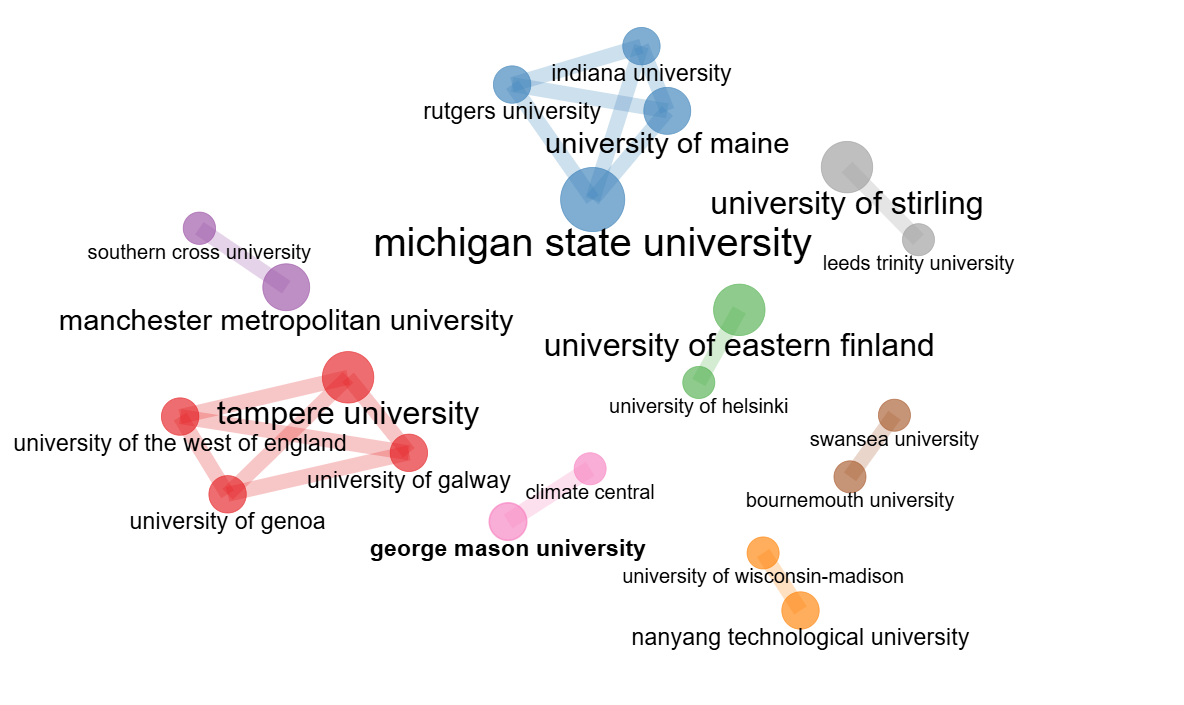 indiana university
rutgers university
university of maine
university of stirling
michigan state university
southern cross university
leeds trinity university
manchester metropolitan university
university of eastern finland
university of helsinki
tampere university
swansea university
university of the west of england
university of galway
climate central
bournemouth university
university of genoa
george mason university
university of wisconsin-madison
nanyang technological university